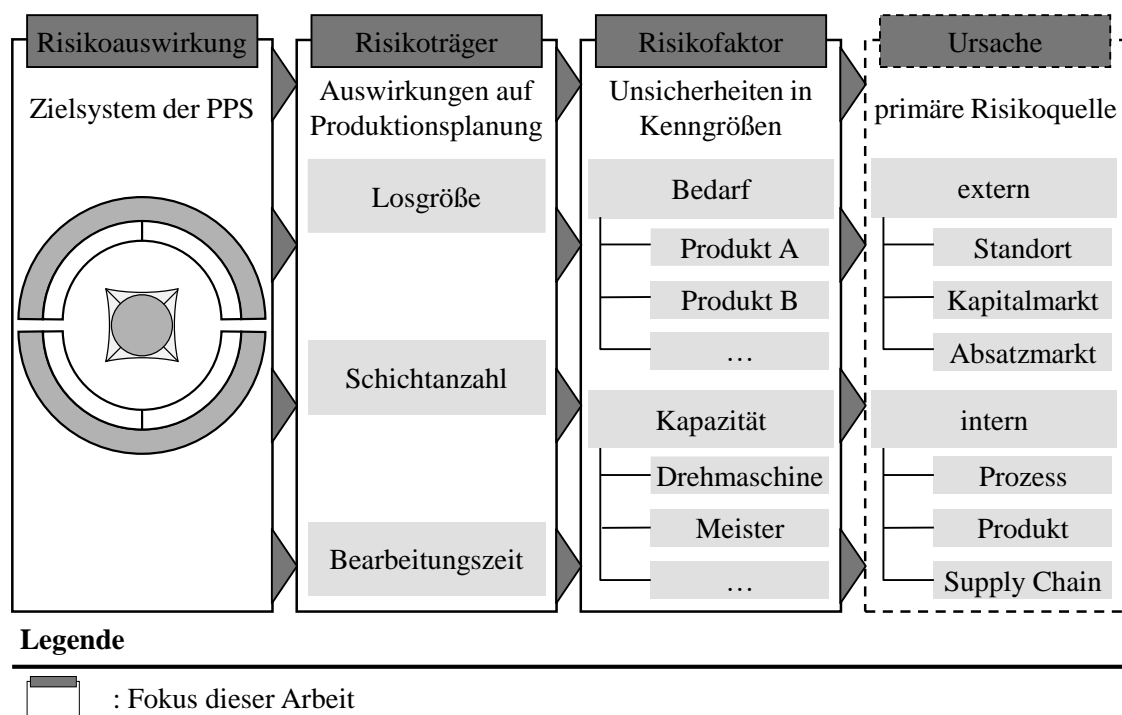 Risikoauswirkung
Zielsystem der PPS
Risikoträger
Auswirkungen auf
Produktionsplanung
Losgröße
Schichtanzahl
Bearbeitungszeit
Risikofaktor
Unsicherheiten in
Kenngrößen
Bedarf
Produkt A
Produkt B
…
Kapazität
Drehmaschine
Meister
…
Ursache
primäre Risikoquelle
extern
Standort
Kapitalmarkt
Absatzmarkt
intern
Prozess
Produkt
Supply Chain
Legende
: Fokus dieser Arbeit